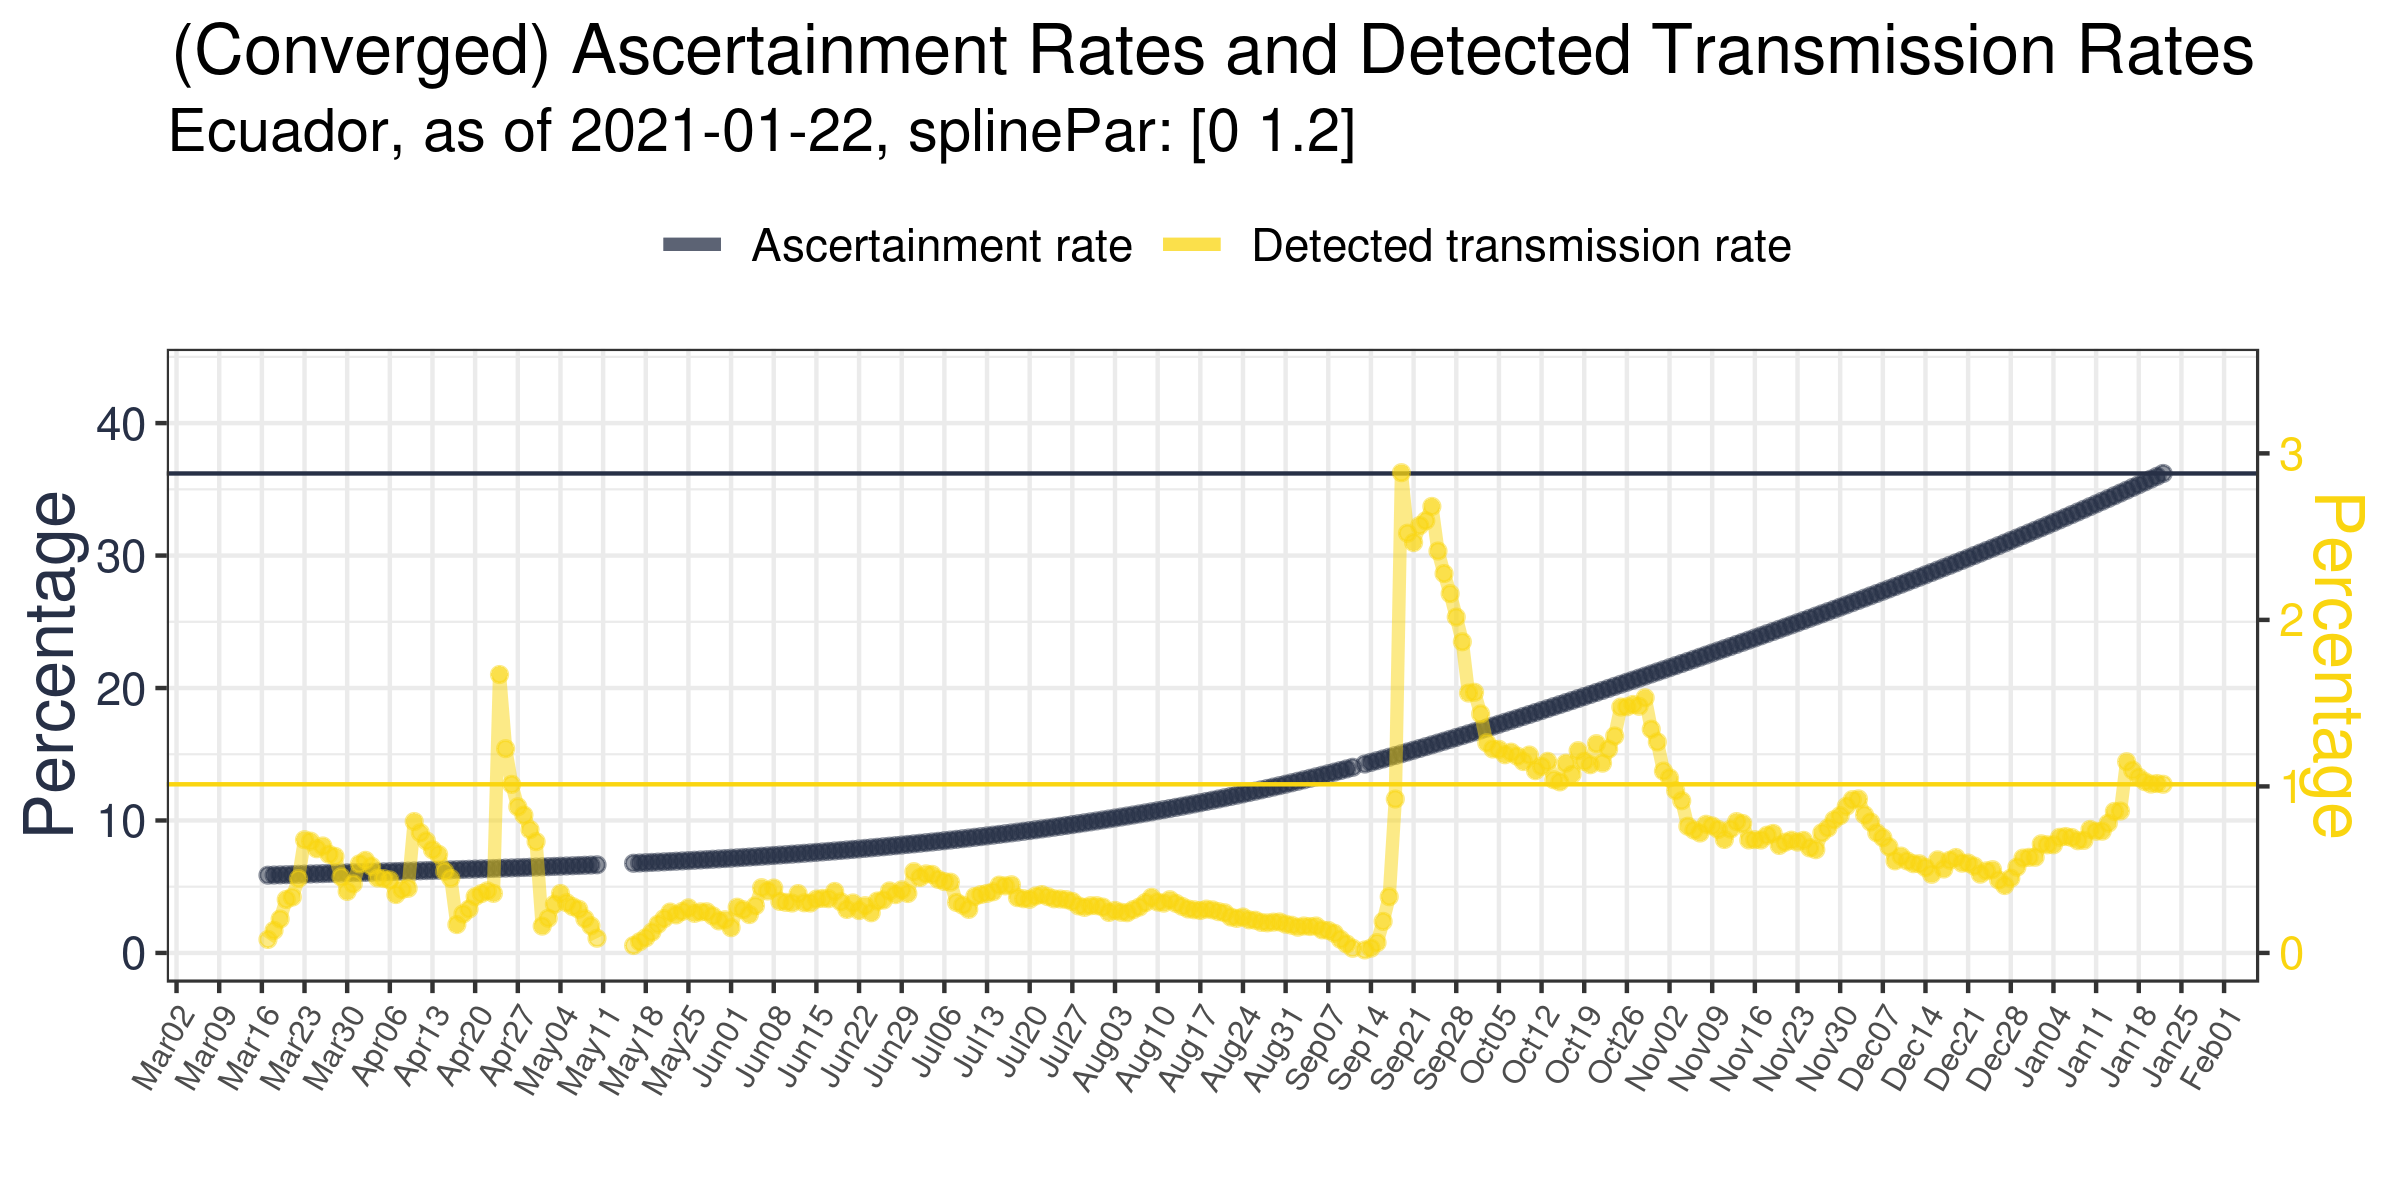 (Converged) Ascertainment Rates and Detected Transmission Rates
Ecuador, as of 2021-01-22, splinePar: [0 1.2]
Ascertainment rate Detected transmission rate
Percentage
40
30
20
10
0
3
2
1
0
Percentage
Mar02 Mar09 Mar16 Mar23 Mar30 Apr06 Apr13 Apr20 Apr27 May04 May11 May18 May25 Jun01 Jun08 Jun15 Jun22 Jun29 Jul06 Jul13 Jul20 Jul27 Aug03 Aug10 Aug17 Aug24 Aug31 Sep07 Sep14 Sep21 Sep28 Oct05 Oct12 Oct19 Oct26 Nov02 Nov09 Nov16 Nov23 Nov30 Dec07 Dec14 Dec21 Dec28 Jan04 Jan11 Jan18 Jan25 Feb01